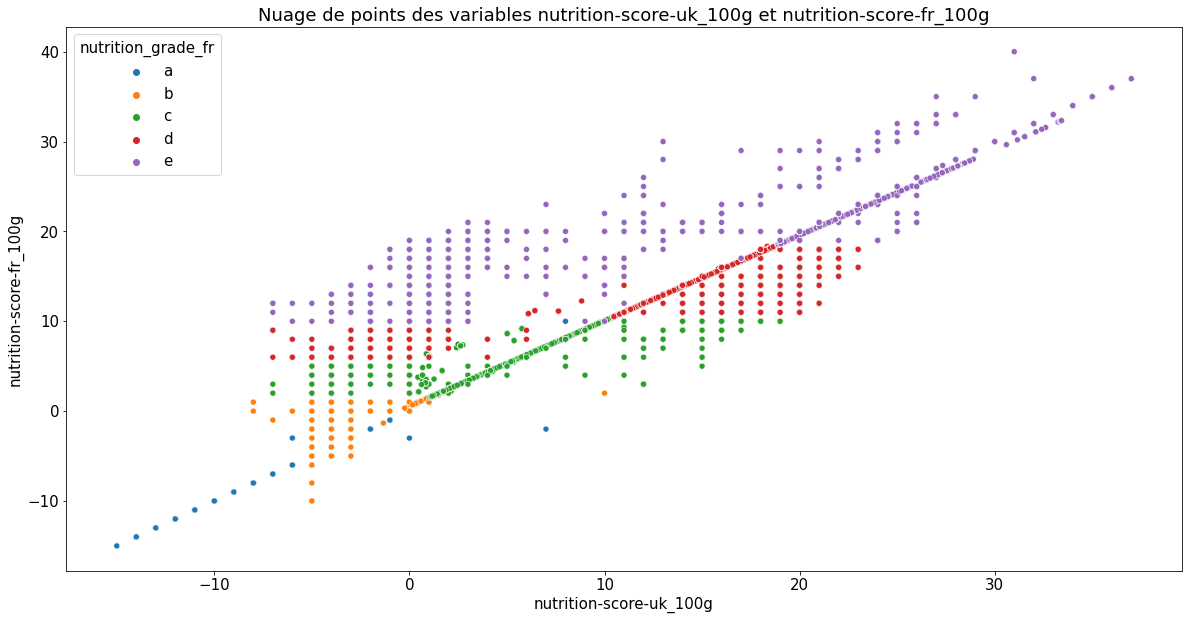 Nuage de points des variables nutrition-score-uk_100g et nutrition-score-fr_100g
nutrition_grade_fr
a
b
c
d
e
40
30
20
10
0
−10
nutrition-score-fr_100g
−10
0
10
20
30
nutrition-score-uk_100g